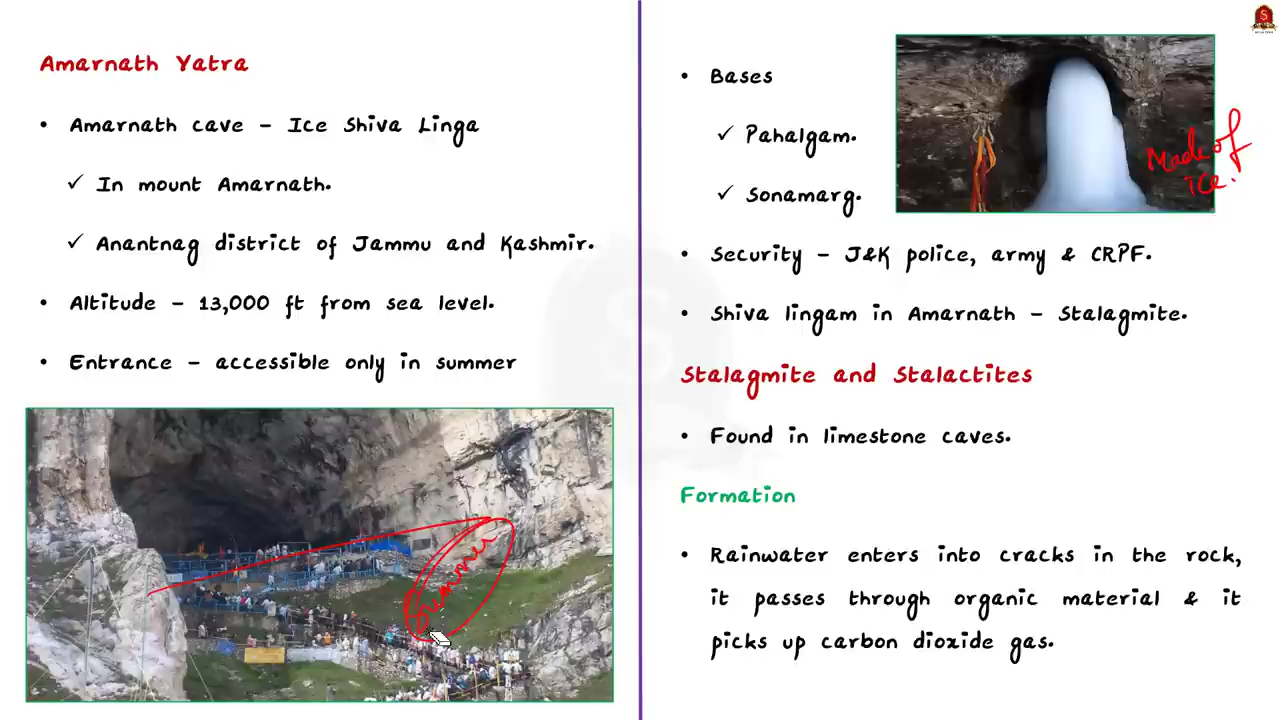 Amarnath Yatra
• Amarnath cave – Ice Shiva Linga
✓ In mount Amarnath.
✓ Anantnag district of Jammu and Kashmir.
• Altitude – 13,000 ft from sea level.
• Entrance – accessible only in summer
Summer
• Bases
✓ Pahalgam.
✓ Sonamarg.
Made of
ice.
• Security – J&K police, army & CRPF.
• Shiva lingam in Amarnath – Stalagmite.
Stalagmite and Stalactites
• Found in limestone caves.
Formation
• Rainwater enters into cracks in the rock,
it passes through organic material & it
picks up carbon dioxide gas.